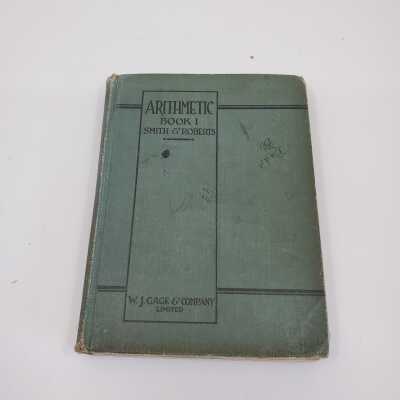 ARITHMETIC
BOOK I
SMITH & ROBERTS
W. J. GAGE & COMPANY
LIMITED